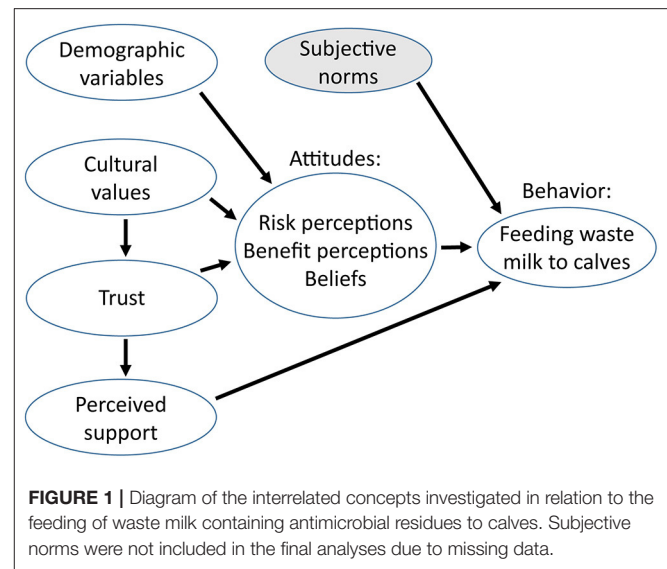 Demographic
variables
Subjective
norms
Cultural
values
Attitudes:
Risk perceptions
Benefit perceptions
Beliefs
Behavior:
Feeding waste
milk to calves
Trust
Perceived
support
FIGURE 1 | Diagram of the interrelated concepts investigated in relation to the
feeding of waste milk containing antimicrobial residues to calves. Subjective
norms were not included in the final analyses due to missing data.